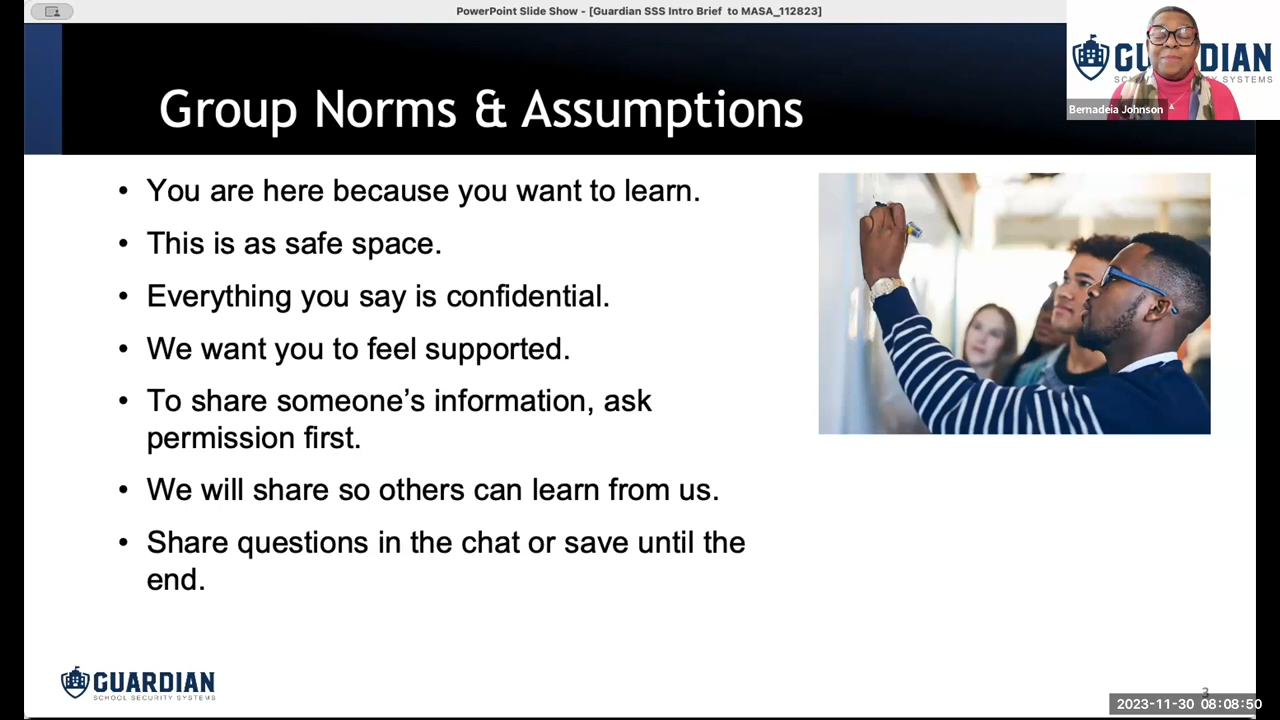 PowerPoint Slide Show - [Guardian SSS Intro Brief  to MASA_112823]
GUARDIAN
SCHOOL SECURITY SYSTEMS
Bernadeia Johnson
Group Norms & Assumptions
• You are here because you want to learn.
• This is as safe space.
• Everything you say is confidential.
• We want you to feel supported.
• To share someone’s information, ask
permission first.
• We will share so others can learn from us.
• Share questions in the chat or save until the
end.
GUARDIAN
SCHOOL SECURITY SYSTEMS
3
2023-11-30 08:08:50